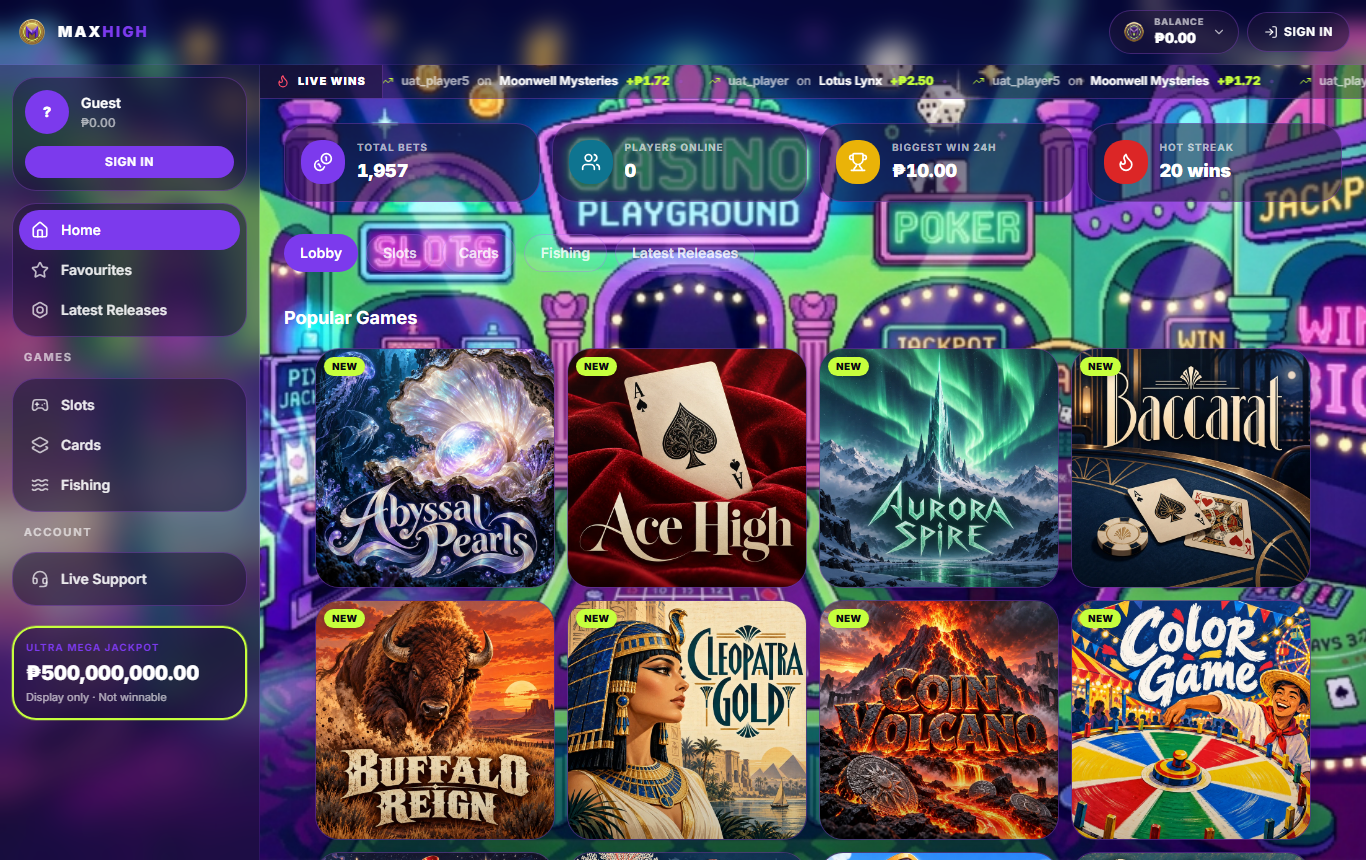 MAXHIGH
BALANCE
₱0.00
SIGN IN
LIVE WINS
uat_player5 on Moonwell Mysteries +₱1.72
uat_player on Lotus Lynx +₱2.50
uat_player5 on Moonwell Mysteries +₱1.72
?
Guest
₱0.00
SIGN IN
Home
Favourites
Latest Releases
GAMES
Slots
Cards
Fishing
ACCOUNT
Live Support
ULTRA MEGA JACKPOT
₱500,000,000.00
Display only · Not winnable
TOTAL BETS
1,957
PLAYERS ONLINE
0
BIGGEST WIN 24H
₱10.00
HOT STREAK
20 wins
CASINO
PLAYGROUND
SLOTS
POKER
JACKP
Lobby
Slots
Cards
Fishing
Latest Releases
Popular Games
JACKPOT
WIN
WIN
BIG
PIX
JACK
NEW
Abyssal
Pearls
NEW
A
Ace High
NEW
AURORA
SPIRE
NEW
Baccarat
A
K
NEW
BUFFALO
REIGN
NEW
CLEOPATRA
GOLD
NEW
COIN
VOLCANO
NEW
Color
Game